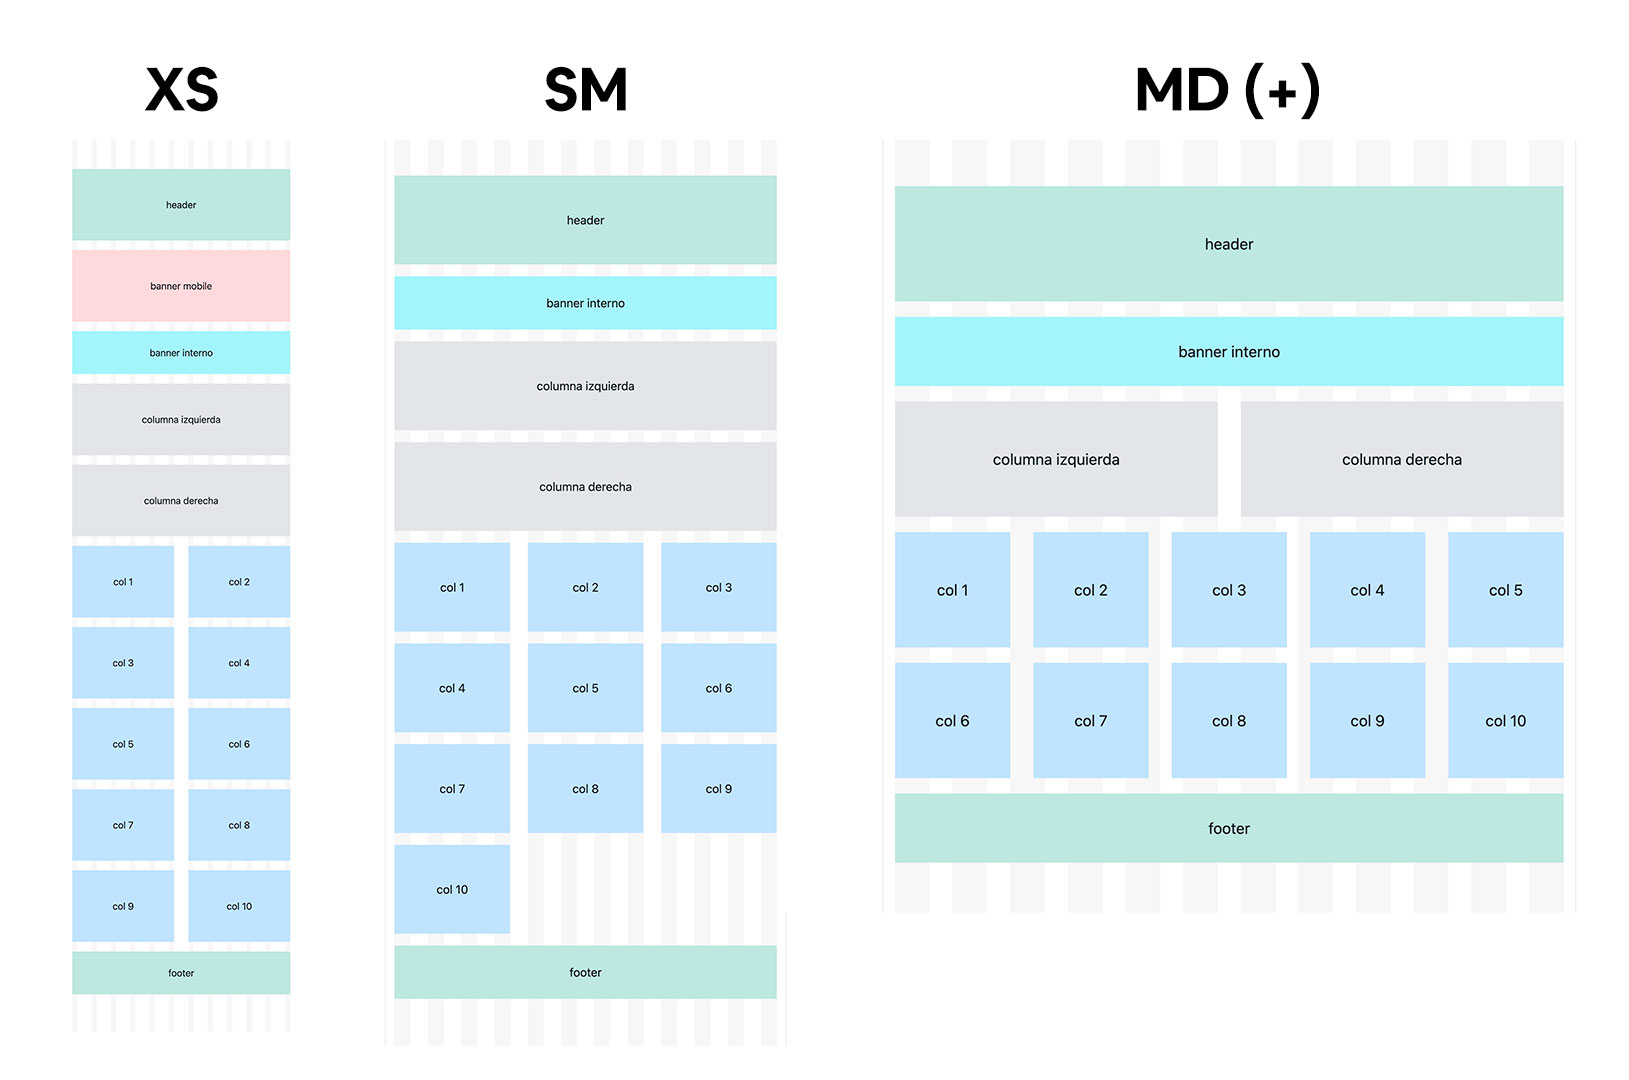 XS
header
banner mobile
banner interno
columna izquierda
columna derecha
col 1
col 2
col 3
col 4
col 5
col 6
col 7
col 8
col 9
col 10
footer
SM
header
banner interno
columna izquierda
columna derecha
col 1
col 2
col 3
col 4
col 5
col 6
col 7
col 8
col 9
col 10
footer
MD (+)
header
banner interno
columna izquierda
columna derecha
col 1
col 2
col 3
col 4
col 5
col 6
col 7
col 8
col 9
col 10
footer